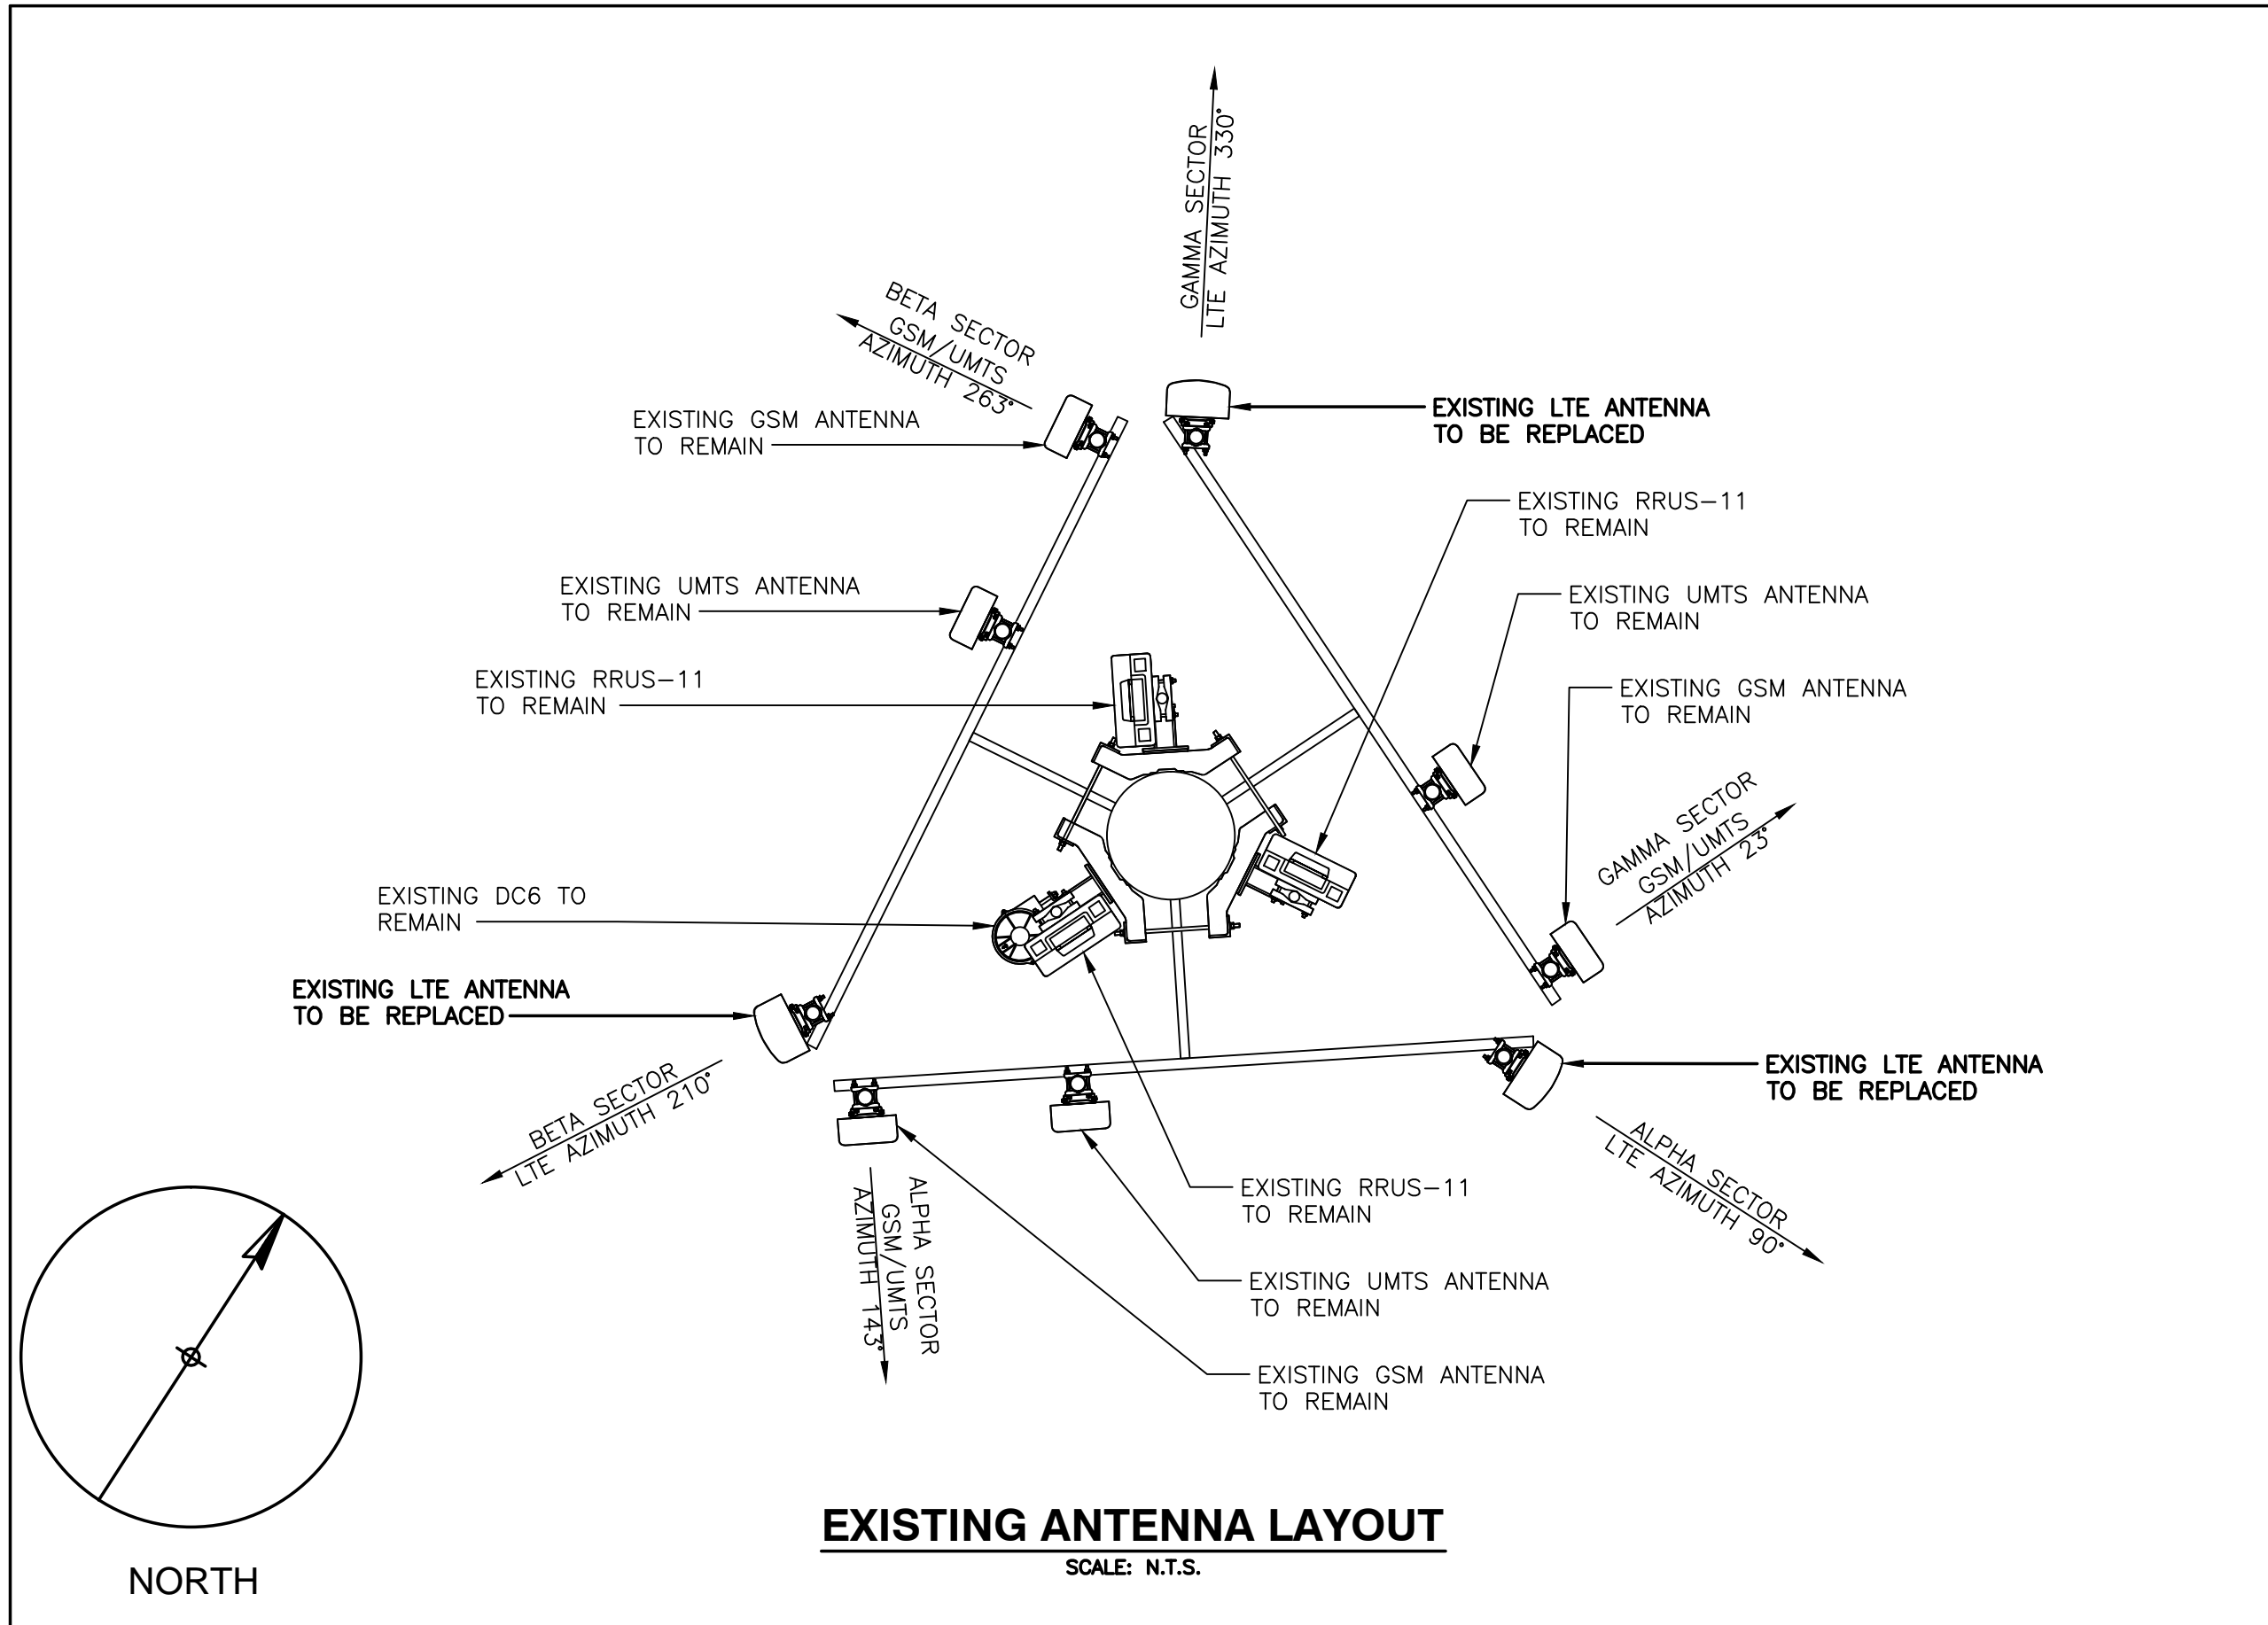 GAMMA SECTOR
LTE AZIMUTH 330°
BETA SECTOR
GSM/UMTS
AZIMUTH 263°
EXISTING GSM ANTENNA
TO REMAIN
EXISTING LTE ANTENNA
TO BE REPLACED
EXISTING RRUS-11
TO REMAIN
EXISTING UMTS ANTENNA
TO REMAIN
EXISTING UMTS ANTENNA
TO REMAIN
EXISTING RRUS-11
TO REMAIN
EXISTING GSM ANTENNA
TO REMAIN
GAMMA SECTOR
GSM/UMTS
AZIMUTH 23°
EXISTING DC6 TO
REMAIN
EXISTING LTE ANTENNA
TO BE REPLACED
EXISTING LTE ANTENNA
TO BE REPLACED
BETA SECTOR
LTE AZIMUTH 210°
ALPHA SECTOR
LTE AZIMUTH 90°
ALPHA SECTOR
GSM/UMTS
AZIMUTH 143°
EXISTING RRUS-11
TO REMAIN
EXISTING UMTS ANTENNA
TO REMAIN
EXISTING GSM ANTENNA
TO REMAIN
NORTH
EXISTING ANTENNA LAYOUT
SCALE: N.T.S.